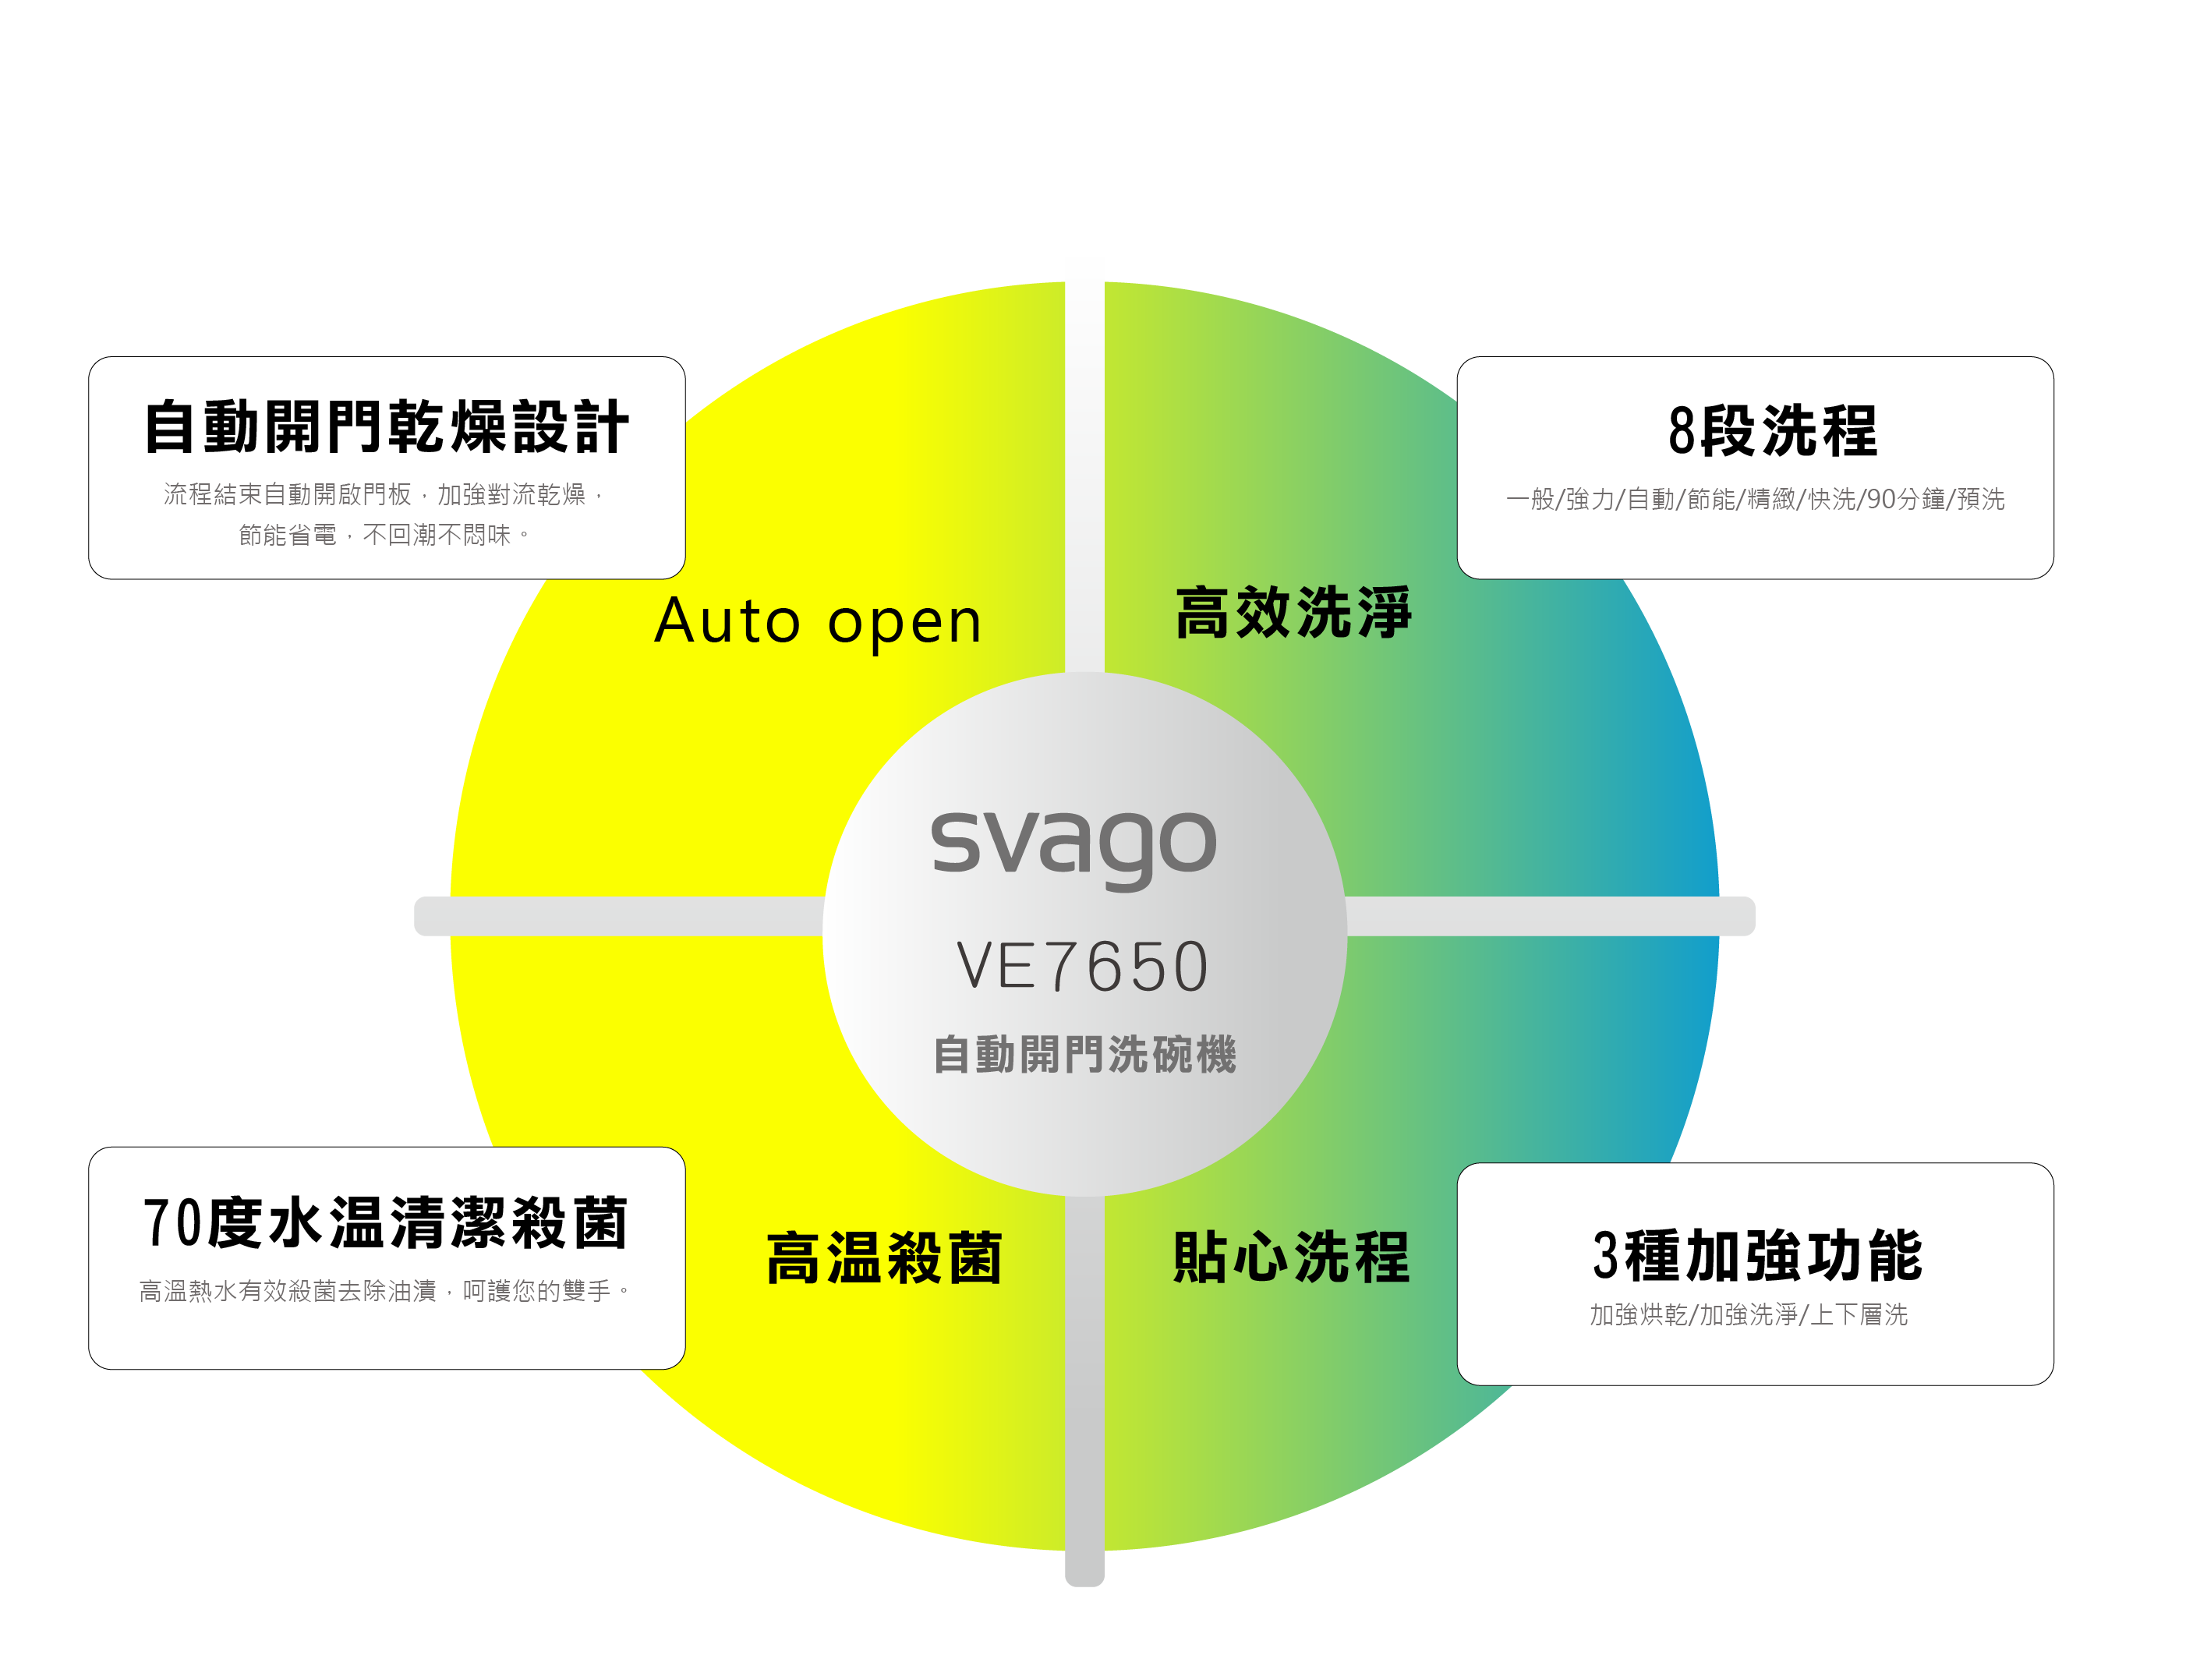 自動開門乾燥設計
流程結束自動開啟門板，加強對流乾燥，
節能省電，不回潮不悶味。
Auto open
8段洗程
一般/強力/自動/節能/精緻/快洗/90分鐘/預洗
高效洗淨
svago
VE7650
自動開門洗碗機
70度水温清潔殺菌
高溫熱水有效殺菌去除油漬，呵護您的雙手。
高温殺菌
貼心洗程
3種加強功能
加強烘乾/加強洗淨/上下層洗